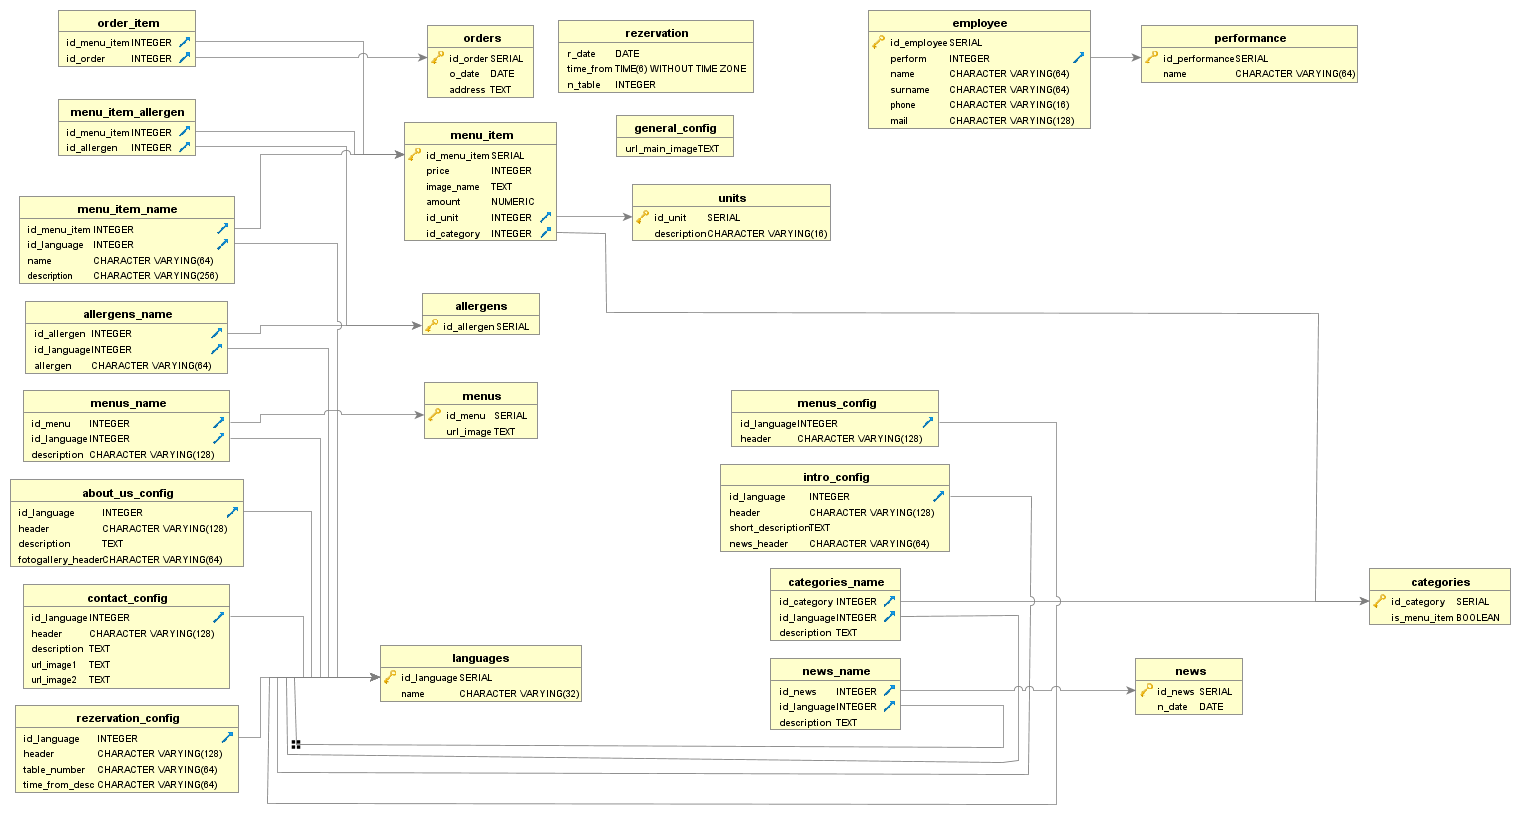 order_item
id_menu_item INTEGER
id_order INTEGER
orders
id_order SERIAL
o_date DATE
address TEXT
rezervation
r_date DATE
time_from TIME(6) WITHOUT TIME ZONE
n_table INTEGER
employee
id_employee SERIAL
perform INTEGER
name CHARACTER VARYING(64)
surname CHARACTER VARYING(64)
phone CHARACTER VARYING(16)
mail CHARACTER VARYING(128)
performance
id_performance SERIAL
name CHARACTER VARYING(64)
menu_item_allergen
id_menu_item INTEGER
id_allergen INTEGER
menu_item
id_menu_item SERIAL
price INTEGER
image_name TEXT
amount NUMERIC
id_unit INTEGER
id_category INTEGER
general_config
url_main_image TEXT
units
id_unit SERIAL
description CHARACTER VARYING(16)
menu_item_name
id_menu_item INTEGER
id_language INTEGER
name CHARACTER VARYING(64)
description CHARACTER VARYING(256)
allergens_name
id_allergen INTEGER
id_language INTEGER
allergen CHARACTER VARYING(64)
allergens
id_allergen SERIAL
menus_name
id_menu INTEGER
id_language INTEGER
description CHARACTER VARYING(128)
menus
id_menu SERIAL
url_image TEXT
menus_config
id_language INTEGER
header CHARACTER VARYING(128)
about_us_config
id_language INTEGER
header CHARACTER VARYING(128)
description TEXT
fotogallery_header CHARACTER VARYING(64)
intro_config
id_language INTEGER
header CHARACTER VARYING(128)
short_description TEXT
news_header CHARACTER VARYING(64)
contact_config
id_language INTEGER
header CHARACTER VARYING(128)
description TEXT
url_image1 TEXT
url_image2 TEXT
categories_name
id_category INTEGER
id_language INTEGER
description TEXT
categories
id_category SERIAL
is_menu_item BOOLEAN
languages
id_language SERIAL
name CHARACTER VARYING(32)
news_name
id_news INTEGER
id_language INTEGER
description TEXT
news
id_news SERIAL
n_date DATE
rezervation_config
id_language INTEGER
header CHARACTER VARYING(128)
table_number CHARACTER VARYING(64)
time_from_desc CHARACTER VARYING(64)